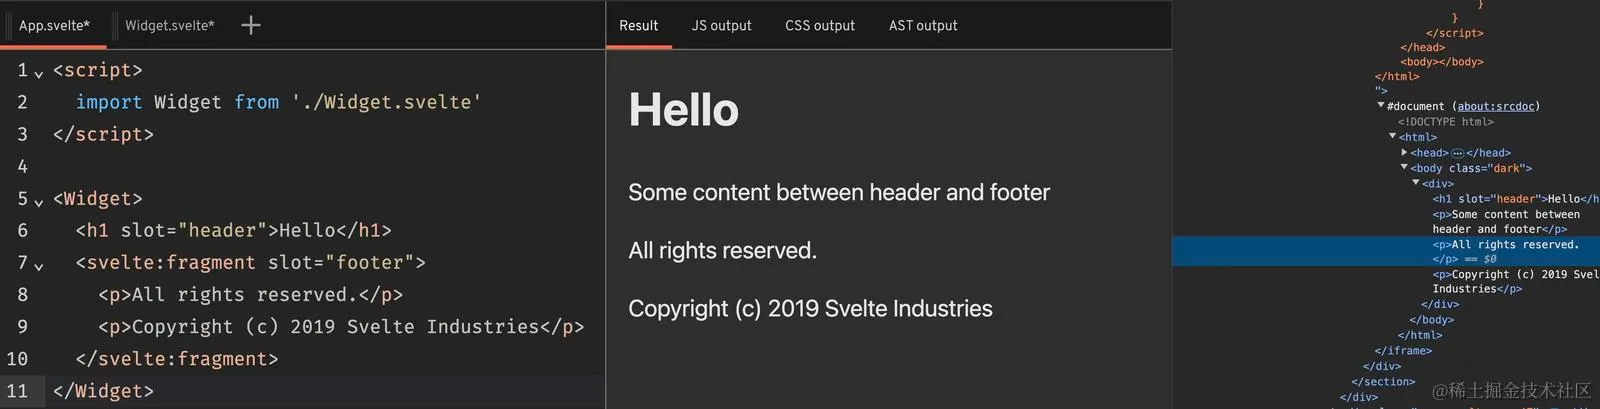 App.svelte*
Widget.svelte*
1 <script>
2 import Widget from './Widget.svelte'
3 </script>
4
5 <Widget>
6 <h1 slot="header">Hello</h1>
7 <svelte:fragment slot="footer">
8 <p>All rights reserved.</p>
9 <p>Copyright (c) 2019 Svelte Industries</p>
10 </svelte:fragment>
11 </Widget>
Result
JS output
CSS output
AST output
Hello
Some content between header and footer
All rights reserved.
Copyright (c) 2019 Svelte Industries
}
}
</script>
</head>
<body></body>
</html>
">
#document (about:srcdoc)
<!DOCTYPE html>
<html>
<head>…</head>
<body class="dark">
<div>
<h1 slot="header">Hello</h
<p>Some content between
header and footer</p>
<p>All rights reserved.
</p> == $0
<p>Copyright (c) 2019 Svel
Industries</p>
</div>
</body>
</html>
</iframe>
</div>
</section>
</div>
@稀土掘金技术社区